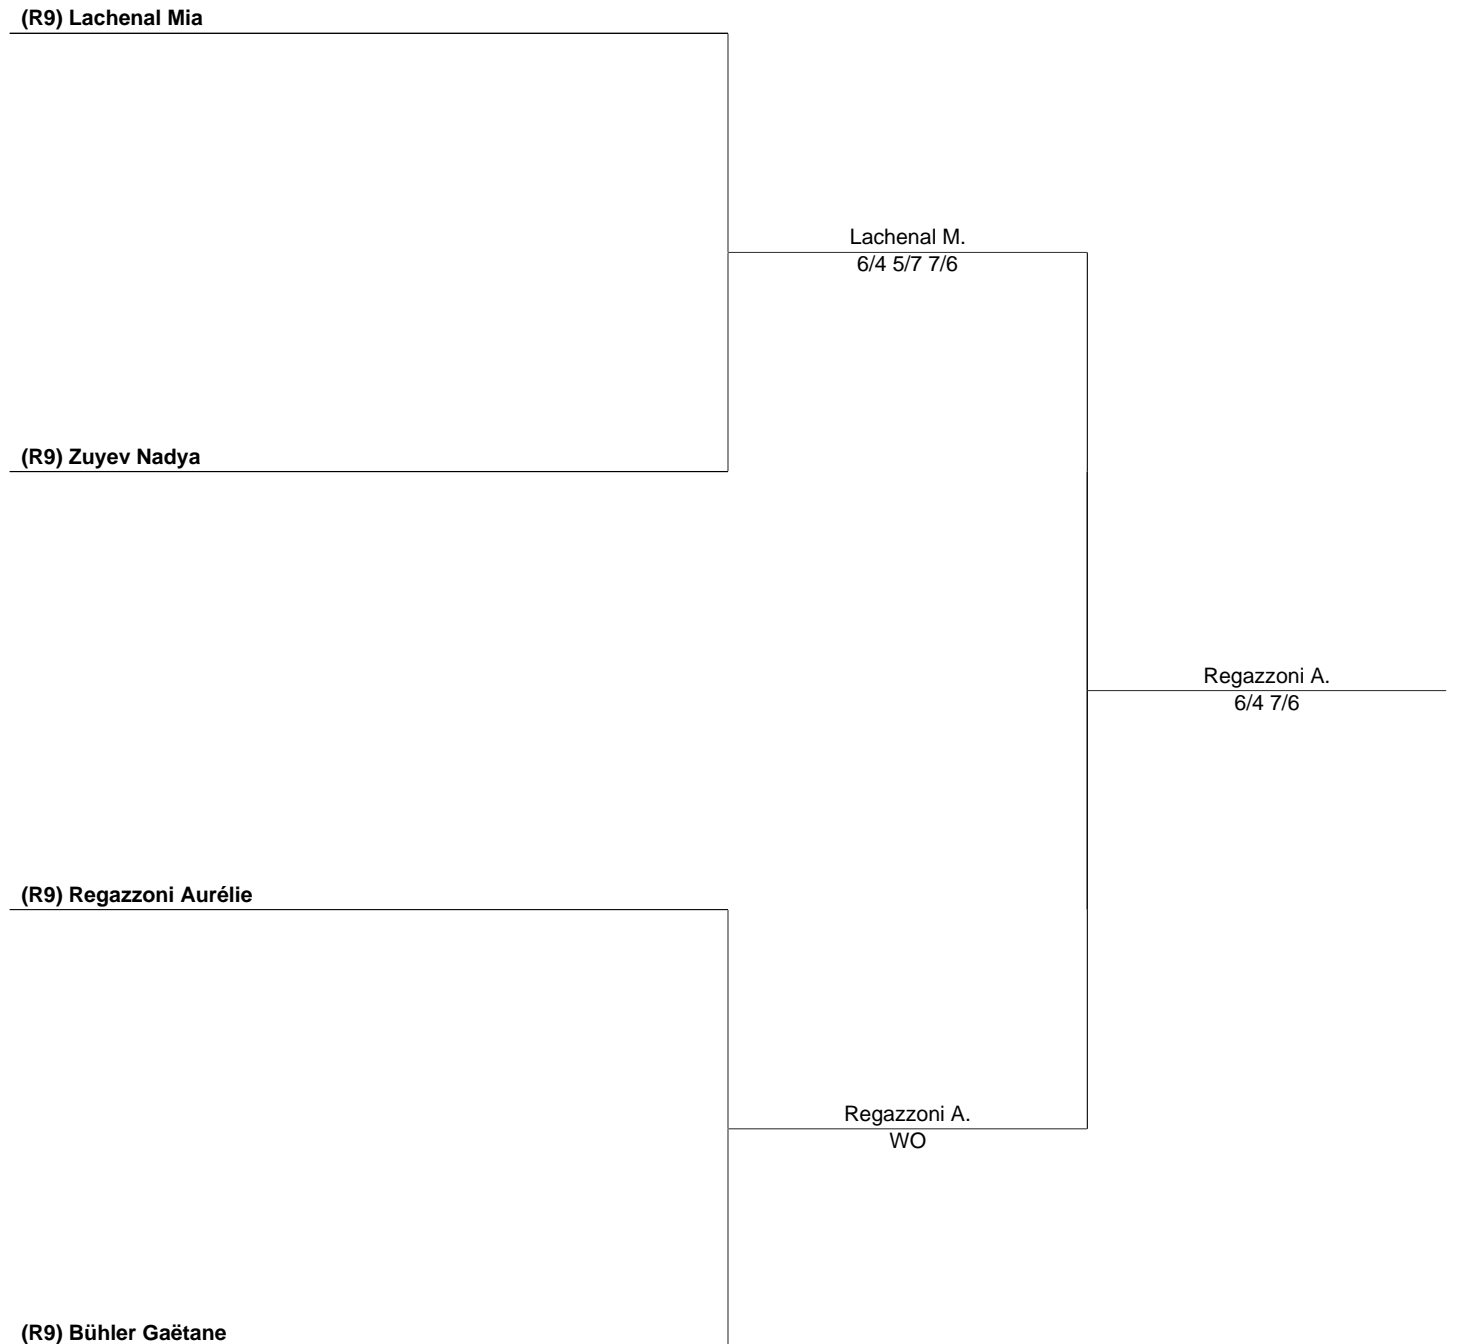 (R9) Lachenal Mia
Lachenal M.
6/4 5/7 7/6
(R9) Zuyev Nadya
Regazzoni A.
6/4 7/6
(R9) Regazzoni Aurélie
Regazzoni A.
WO
(R9) Bühler Gaëtane